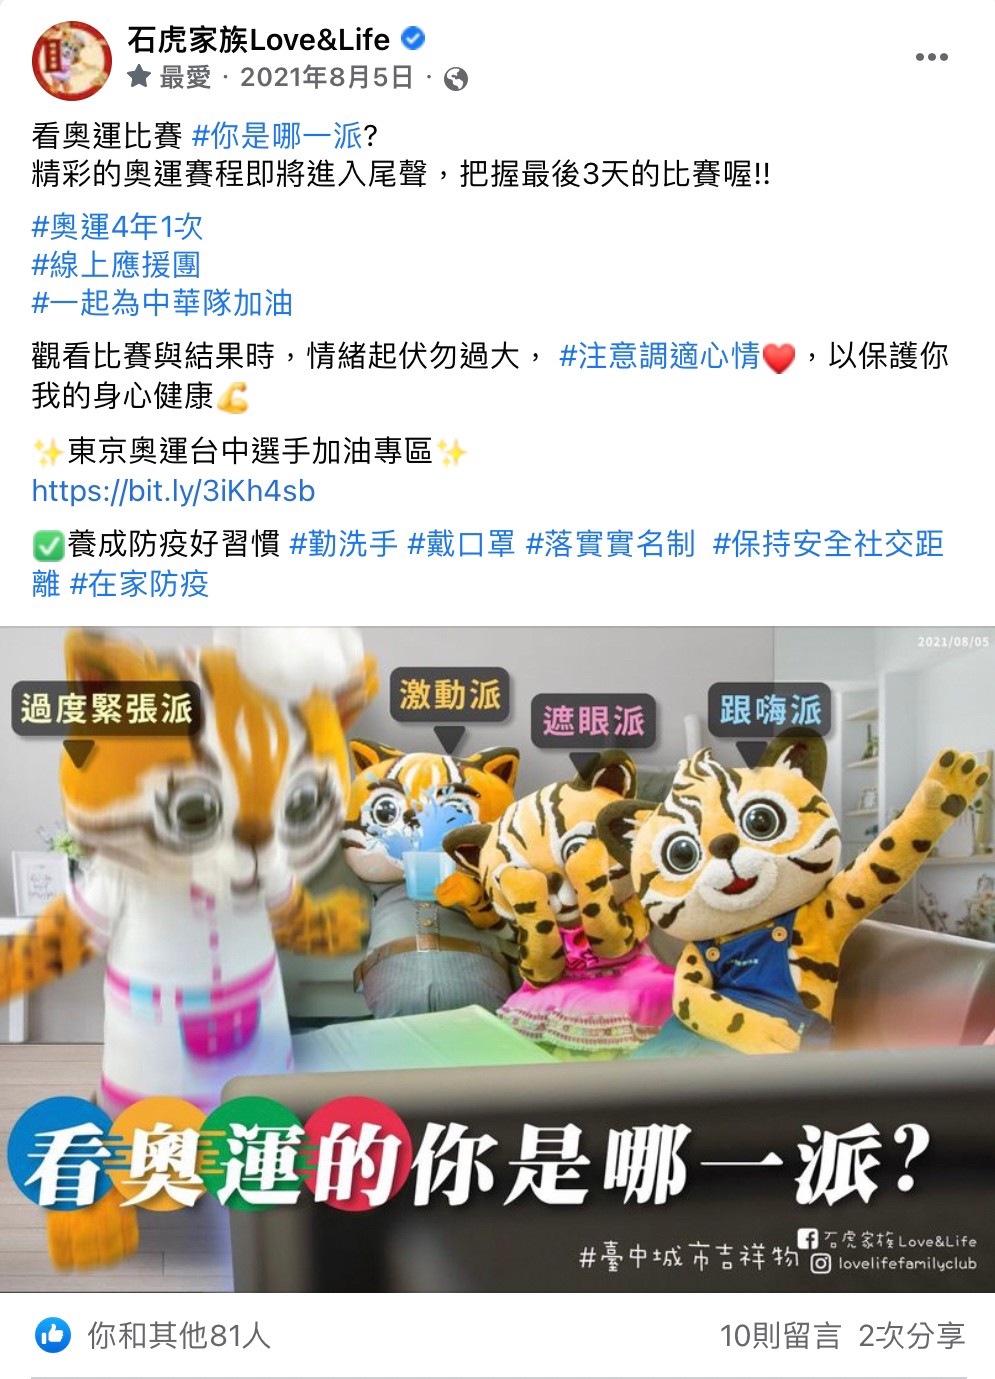 石虎家族Love&Life
最愛 · 2021年8月5日 ·
看奧運比賽 #你是哪一派?
精彩的奧運賽程即將進入尾聲，把握最後3天的比賽喔!!
#奧運4年1次
#線上應援團
#一起為中華隊加油
觀看比賽與結果時，情緒起伏勿過大， #注意調適心情❤️，以保護你
我的身心健康💪
✨東京奧運台中選手加油專區✨
https://bit.ly/3iKh4sb
✅養成防疫好習慣 #勤洗手 #戴口罩 #落實實名制 #保持安全社交距
離 #在家防疫
2021/08/05
過度緊張派
激動派
遮眼派
跟嗨派
看奧運的你是哪一派?
#臺中城市吉祥物
石虎家族Love&Life
lovelifefamilyclub
你和其他81人
10則留言 2次分享